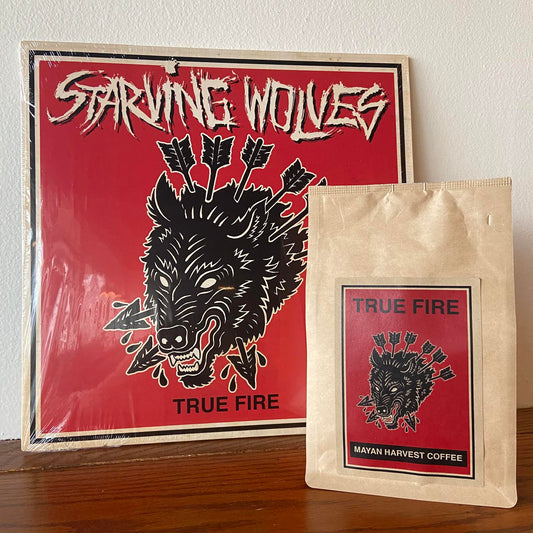 STARVING WOLVES
TRUE FIRE
TRUE FIRE
MAYAN HARVEST COFFEE